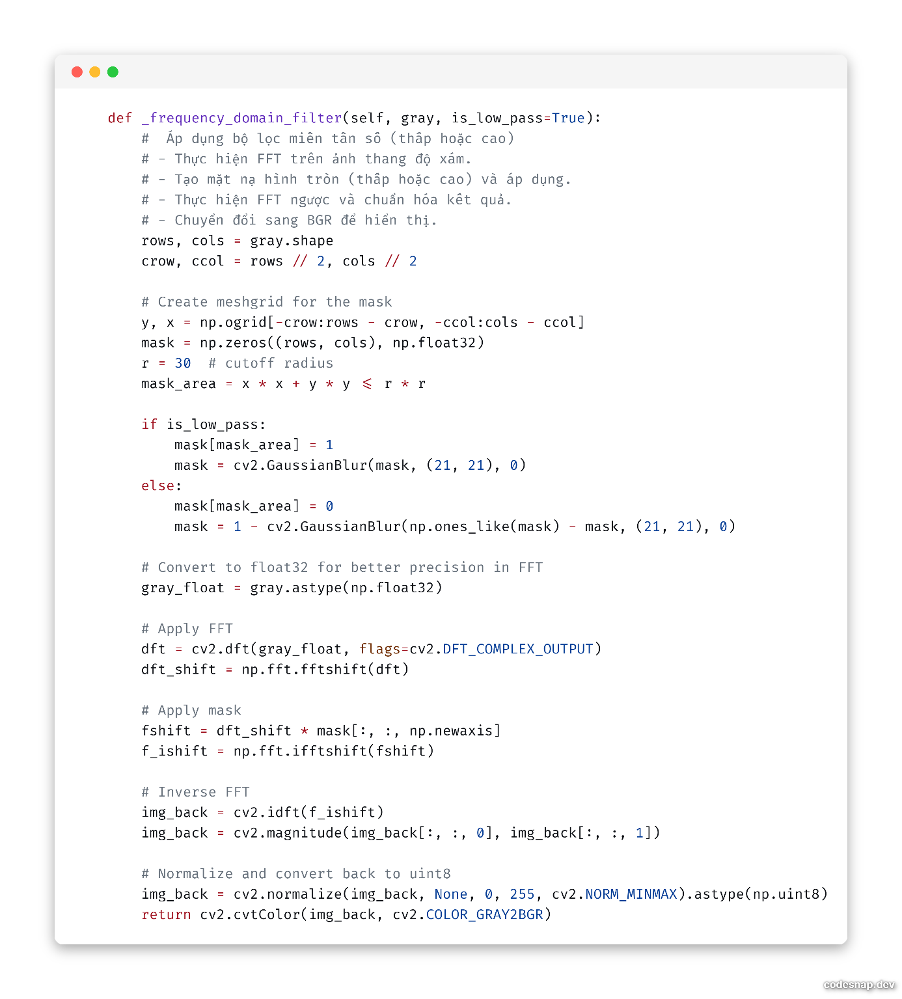 def _frequency_domain_filter(self, gray, is_low_pass=True):
    #  Áp dụng bộ lọc miền tần số (thấp hoặc cao)
    # - Thực hiện FFT trên ảnh thang độ xám.
    # - Tạo mặt nạ hình tròn (thấp hoặc cao) và áp dụng.
    # - Thực hiện FFT ngược và chuẩn hóa kết quả.
    # - Chuyển đổi sang BGR để hiển thị.
    rows, cols = gray.shape
    crow, ccol = rows // 2, cols // 2

    # Create meshgrid for the mask
    y, x = np.ogrid[-crow:rows - crow, -ccol:cols - ccol]
    mask = np.zeros((rows, cols), np.float32)
    r = 30  # cutoff radius
    mask_area = x * x + y * y <= r * r

    if is_low_pass:
        mask[mask_area] = 1
        mask = cv2.GaussianBlur(mask, (21, 21), 0)
    else:
        mask[mask_area] = 0
        mask = 1 - cv2.GaussianBlur(np.ones_like(mask) - mask, (21, 21), 0)

    # Convert to float32 for better precision in FFT
    gray_float = gray.astype(np.float32)

    # Apply FFT
    dft = cv2.dft(gray_float, flags=cv2.DFT_COMPLEX_OUTPUT)
    dft_shift = np.fft.fftshift(dft)

    # Apply mask
    fshift = dft_shift * mask[:, :, np.newaxis]
    f_ishift = np.fft.ifftshift(fshift)

    # Inverse FFT
    img_back = cv2.idft(f_ishift)
    img_back = cv2.magnitude(img_back[:, :, 0], img_back[:, :, 1])

    # Normalize and convert back to uint8
    img_back = cv2.normalize(img_back, None, 0, 255, cv2.NORM_MINMAX).astype(np.uint8)
    return cv2.cvtColor(img_back, cv2.COLOR_GRAY2BGR)
codesnap.dev